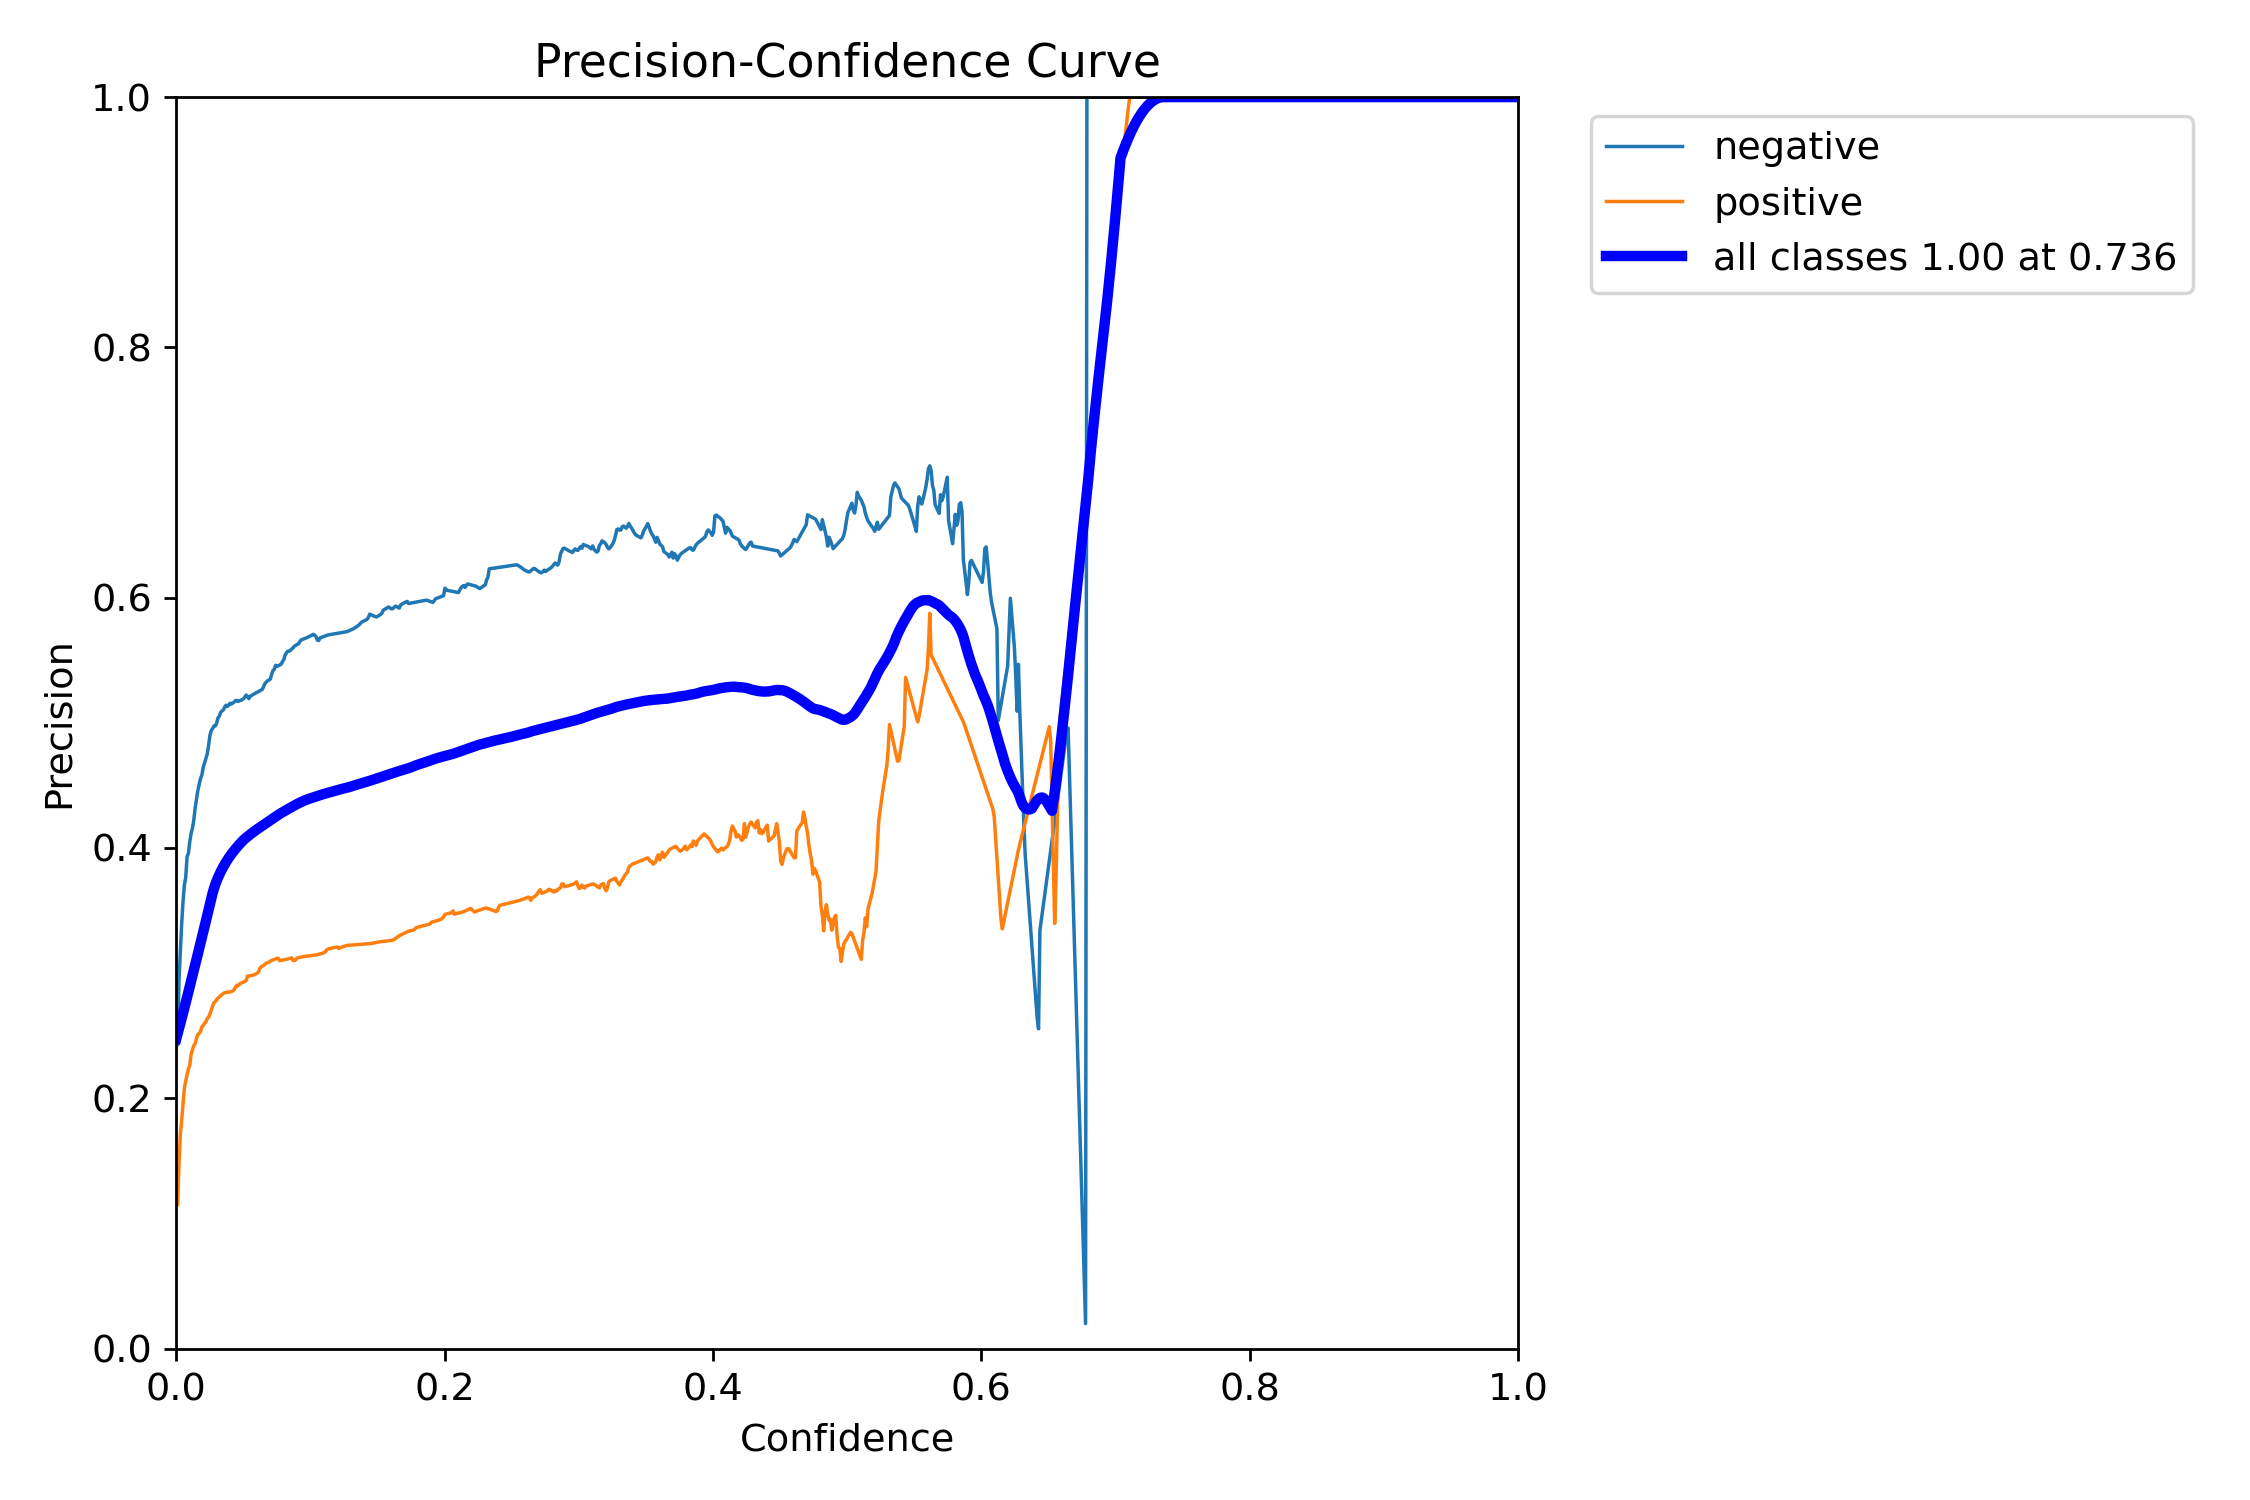 Precision-Confidence Curve
1.0
0.8
0.6
0.4
0.2
0.0
Precision
0.0 0.2 0.4 0.6 0.8 1.0
Confidence
negative
positive
all classes 1.00 at 0.736